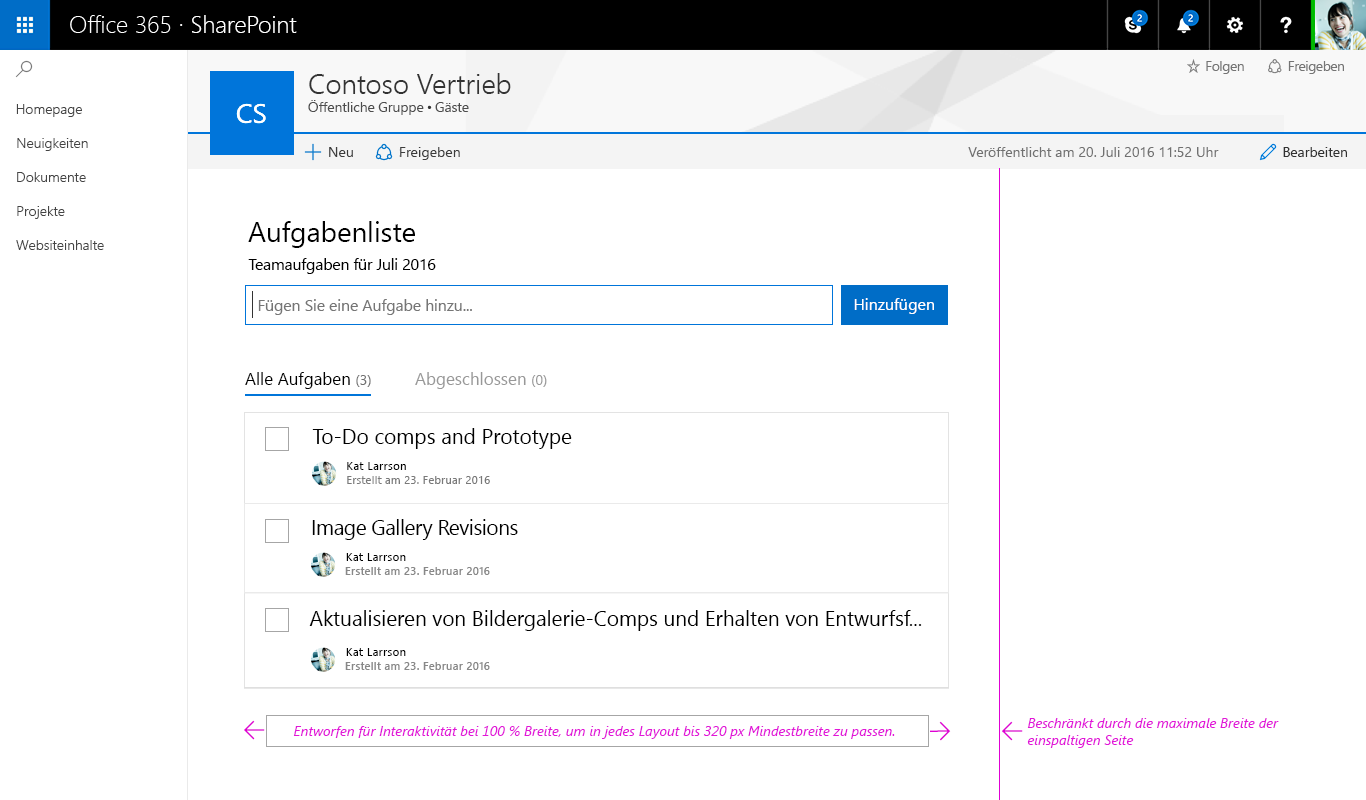 Office 365 · SharePoint
2
2
?
Folgen
Freigeben
Homepage
Neuigkeiten
Dokumente
Projekte
Websiteinhalte
CS
Contoso Vertrieb
Öffentliche Gruppe • Gäste
Neu
Freigeben
Veröffentlicht am 20. Juli 2016 11:52 Uhr
Bearbeiten
Aufgabenliste
Teamaufgaben für Juli 2016
Fügen Sie eine Aufgabe hinzu...
Hinzufügen
Alle Aufgaben (3)
Abgeschlossen (0)
To-Do comps and Prototype
Kat Larrson
Erstellt am 23. Februar 2016
Image Gallery Revisions
Kat Larrson
Erstellt am 23. Februar 2016
Aktualisieren von Bildergalerie-Comps und Erhalten von Entwurfsf...
Kat Larrson
Erstellt am 23. Februar 2016
Entworfen für Interaktivität bei 100 % Breite, um in jedes Layout bis 320 px Mindestbreite zu passen.
Beschränkt durch die maximale Breite der
einspaltigen Seite